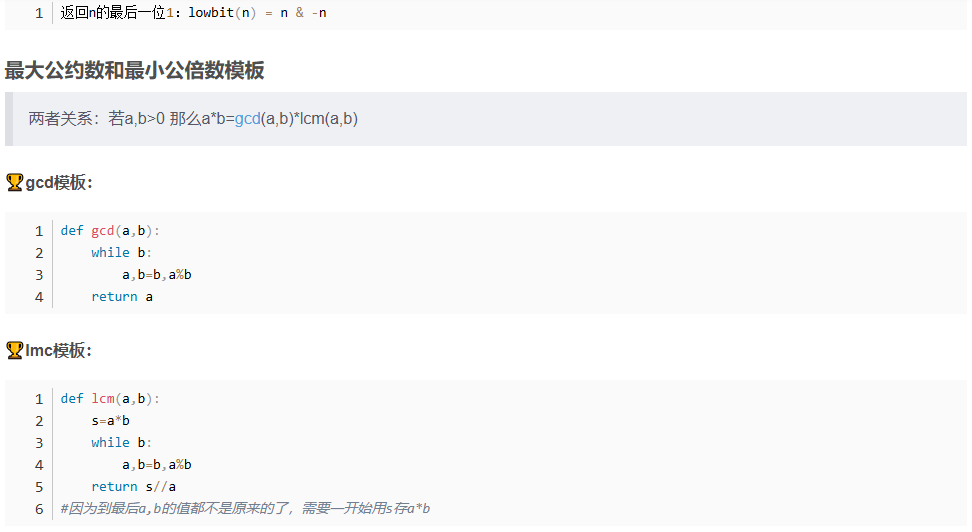 1 返回n的最后一位1：lowbit(n) = n & -n
最大公约数和最小公倍数模板
两者关系：若a,b>0 那么a*b=gcd(a,b)*lcm(a,b)
🏆gcd模板：
1 def gcd(a,b):
2     while b:
3         a,b=b,a%b
4     return a
🏆lmc模板：
1 def lcm(a,b):
2     s=a*b
3     while b:
4         a,b=b,a%b
5     return s//a
6 #因为到最后a,b的值都不是原来的了，需要一开始用s存a*b